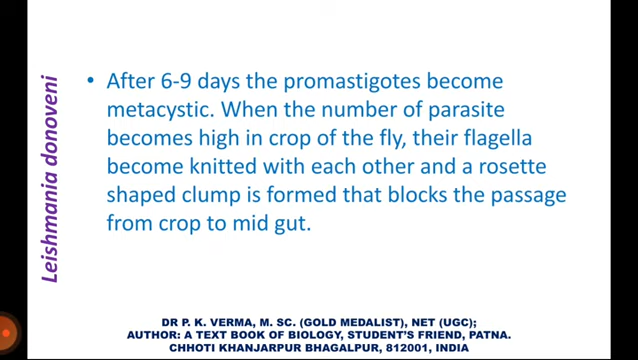 Leishmania donoveni
• After 6-9 days the promastigotes become
metacystic. When the number of parasite
becomes high in crop of the fly, their flagella
become knitted with each other and a rosette
shaped clump is formed that blocks the passage
from crop to mid gut.
DR P. K. VERMA, M. SC. (GOLD MEDALIST), NET (UGC);
AUTHOR: A TEXT BOOK OF BIOLOGY, STUDENT'S FRIEND, PATNA.
CHHOTI KHANJARPUR BHAGALPUR, 812001, INDIA